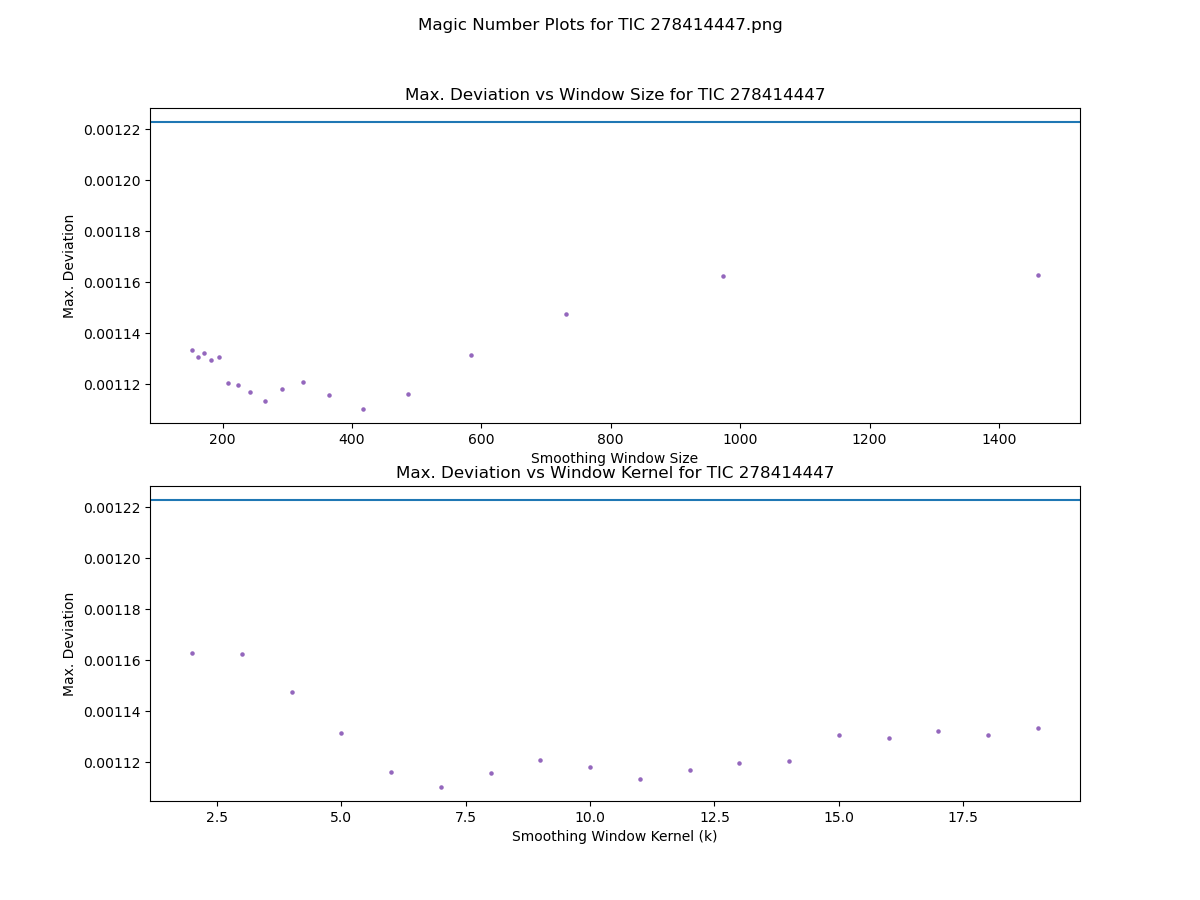 Magic Number Plots for TIC 278414447.png
Max. Deviation vs Window Size for TIC 278414447
0.00122
0.00120
0.00118
0.00116
0.00114
0.00112
Max. Deviation
200 400 600 800 1000 1200 1400
Smoothing Window Size
Max. Deviation vs Window Kernel for TIC 278414447
0.00122
0.00120
0.00118
0.00116
0.00114
0.00112
Max. Deviation
2.5 5.0 7.5 10.0 12.5 15.0 17.5
Smoothing Window Kernel (k)